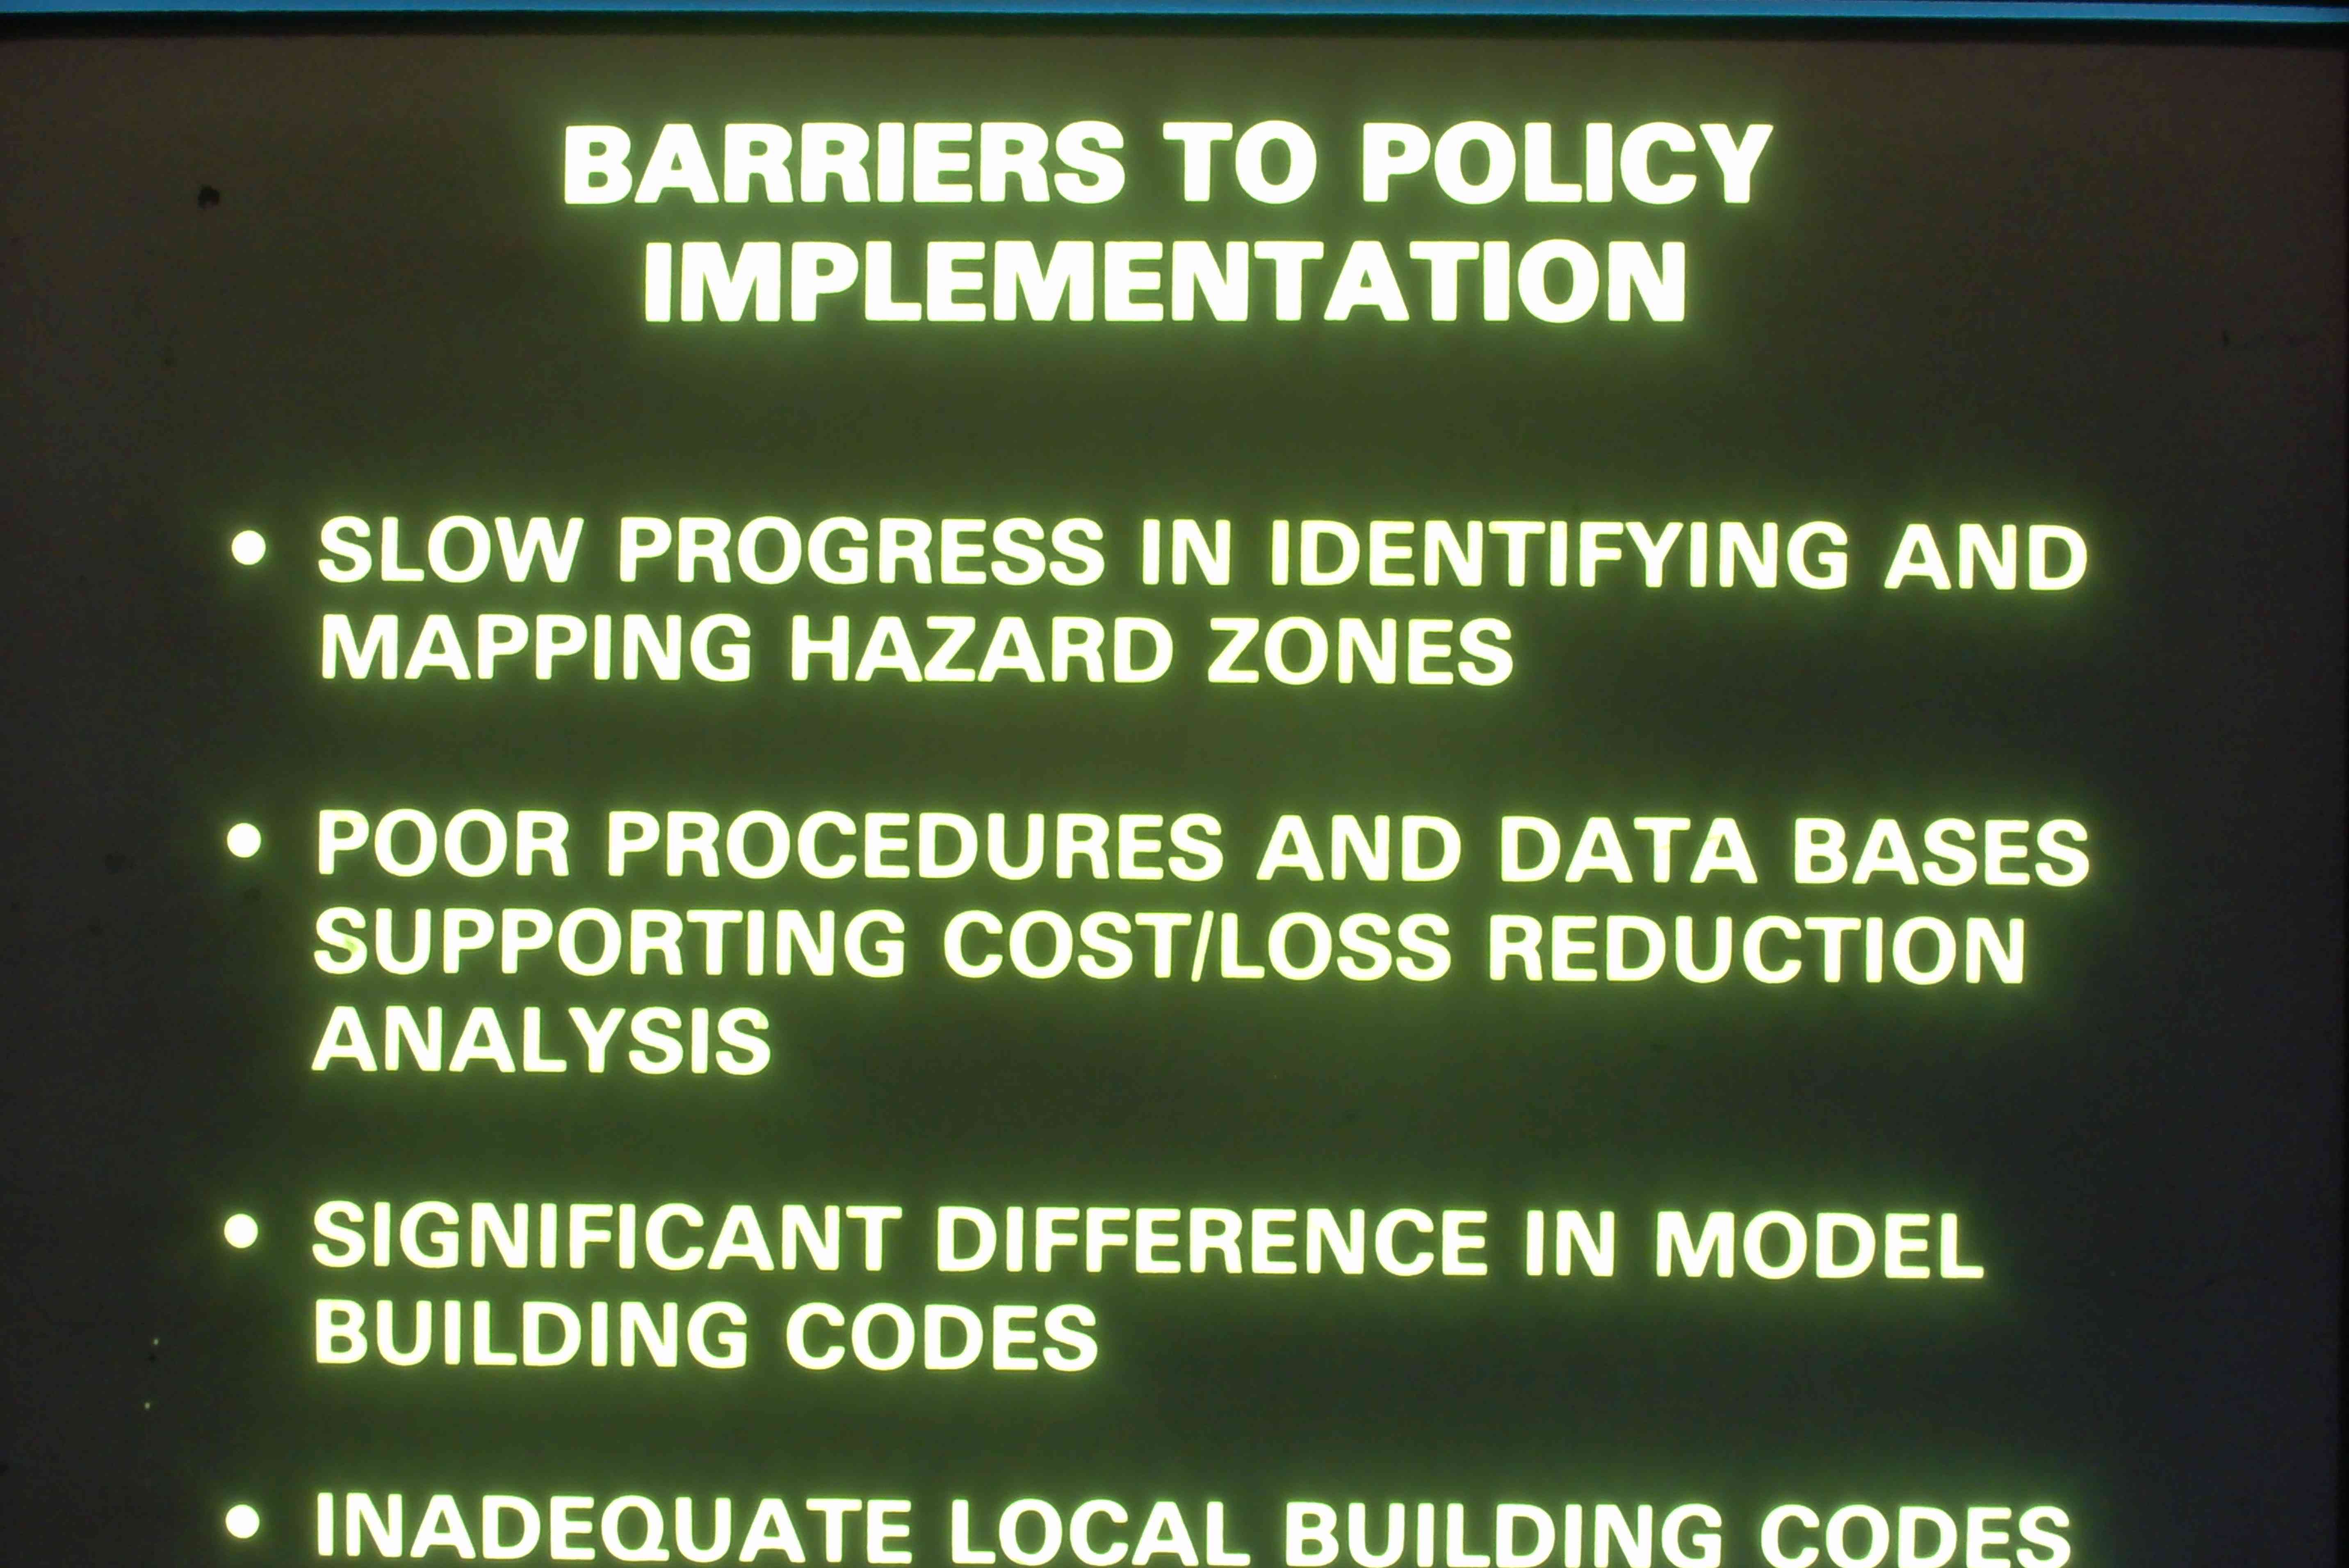 BARRIERS TO POLICY
IMPLEMENTATION
• SLOW PROGRESS IN IDENTIFYING AND
MAPPING HAZARD ZONES
• POOR PROCEDURES AND DATA BASES
SUPPORTING COST/LOSS REDUCTION
ANALYSIS
• SIGNIFICANT DIFFERENCE IN MODEL
BUILDING CODES
• INADEQUATE LOCAL BUILDING CODES